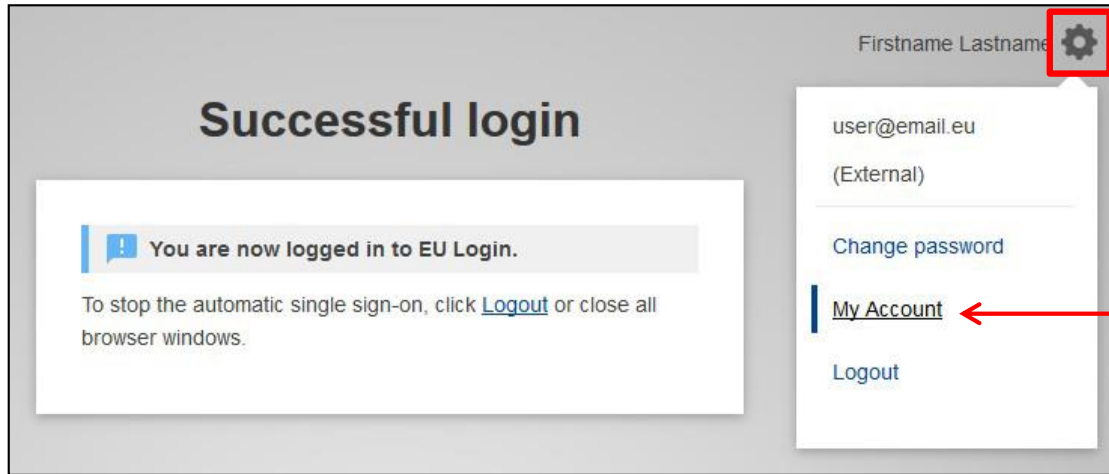 Firstname Lastname
Successful login
You are now logged in to EU Login.
To stop the automatic single sign-on, click Logout or close all
browser windows.
user@email.eu
(External)
Change password
My Account
Logout